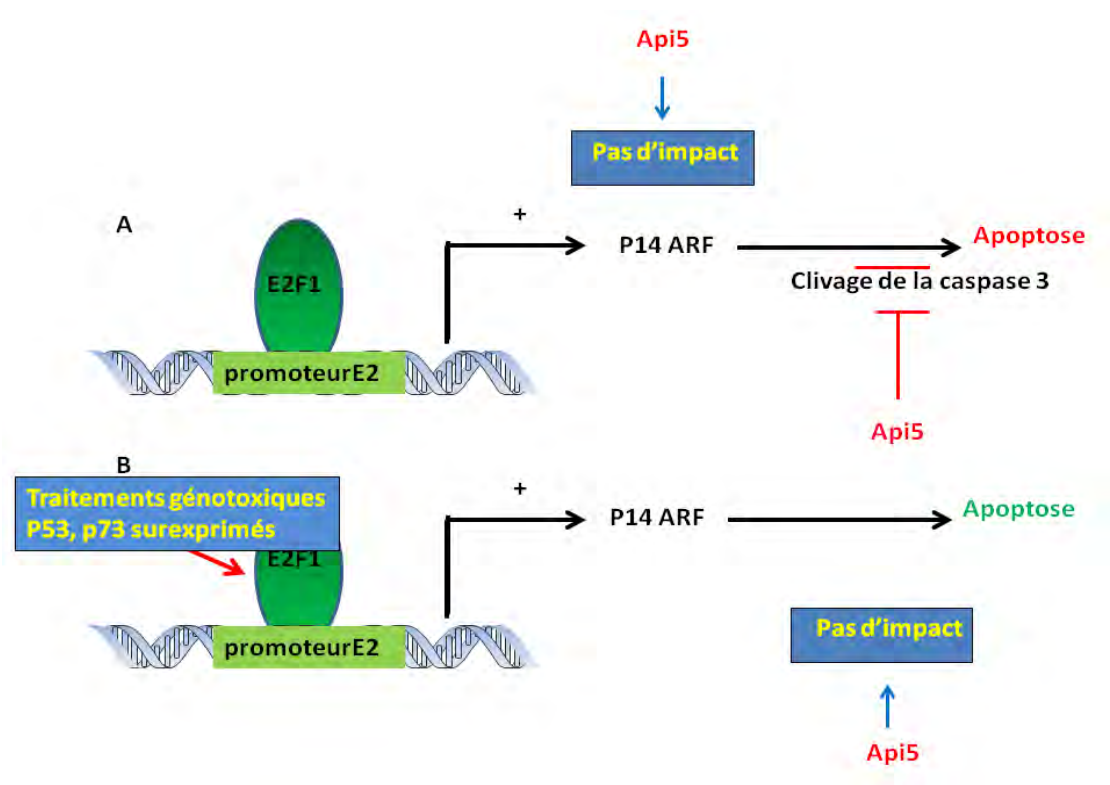 Api5
Pas d'impact
A
+
P14 ARF
Apoptose
E2F1
Clivage de la caspase 3
promoteurE2
Api5
B
Traitements génotoxiques
P53, p73 surexprimés
+
P14 ARF
Apoptose
E2F1
promoteurE2
Pas d'impact
Api5